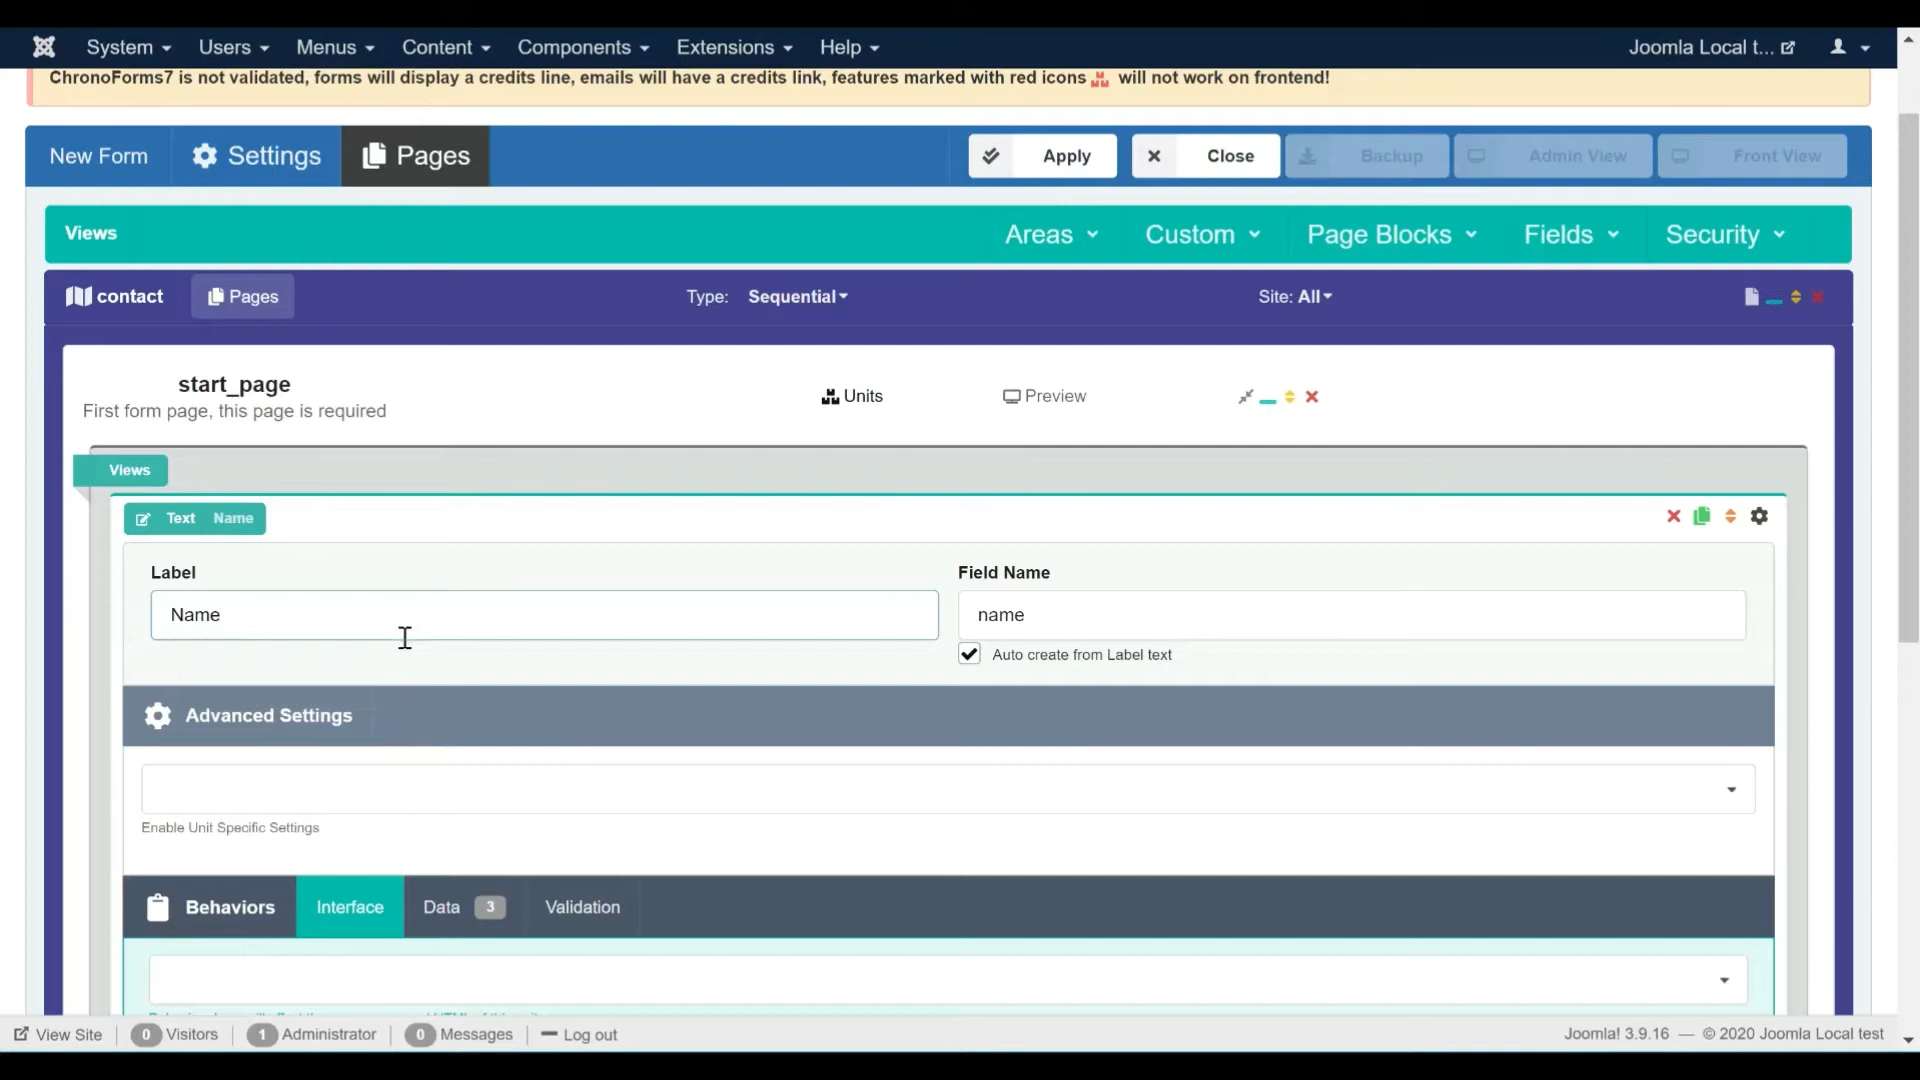 System Users Menus Content Components Extensions Help Joomla Local t...
ChronoForms7 is not validated, forms will display a credits line, emails will have a credits link, features marked with red icons will not work on frontend!
New Form Settings Pages Apply Close Backup Admin View Front View
Views Areas Custom Page Blocks Fields Security
contact Pages Type: Sequential Site: All
start_page
First form page, this page is required
Units Preview
Views
Text Name
Label Field Name
Name name
Auto create from Label text
Advanced Settings
Enable Unit Specific Settings
Behaviors Interface Data 3 Validation
View Site 0 Visitors 1 Administrator 0 Messages Log out Joomla! 3.9.16 — © 2020 Joomla Local test